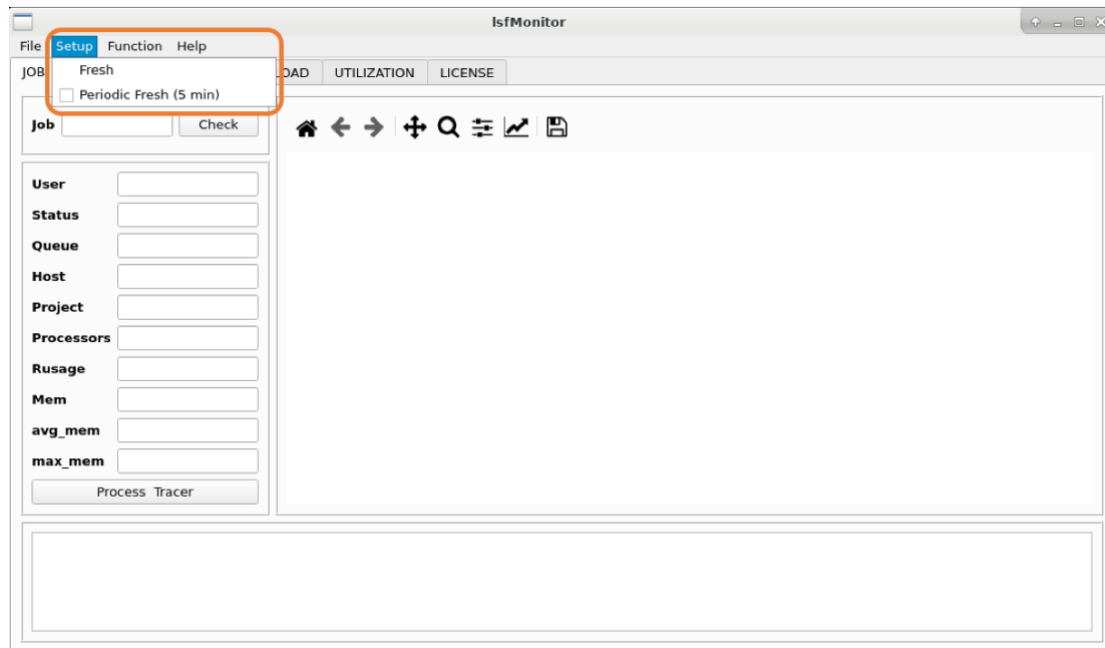 lsfMonitor
File Setup Function Help
Fresh
Periodic Fresh (5 min)
JOB OAD UTILIZATION LICENSE
Job Check
User
Status
Queue
Host
Project
Processors
Rusage
Mem
avg_mem
max_mem
Process Tracer